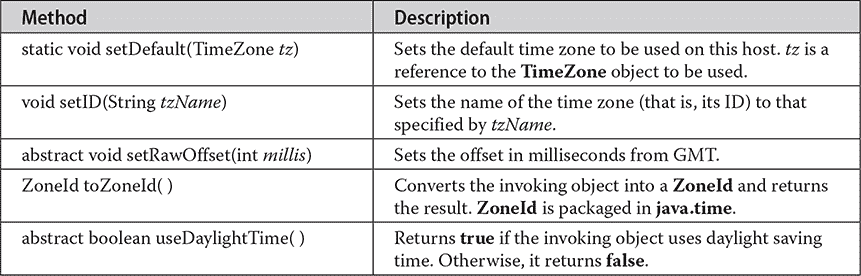 Method Description
static void setDefault(TimeZone tz) Sets the default time zone to be used on this host. tz is a
reference to the TimeZone object to be used.
void setID(String tzName) Sets the name of the time zone (that is, its ID) to that
specified by tzName.
abstract void setRawOffset(int millis) Sets the offset in milliseconds from GMT.
ZoneId toZoneId( ) Converts the invoking object into a ZoneId and returns
the result. ZoneId is packaged in java.time.
abstract boolean useDaylightTime( ) Returns true if the invoking object uses daylight saving
time. Otherwise, it returns false.